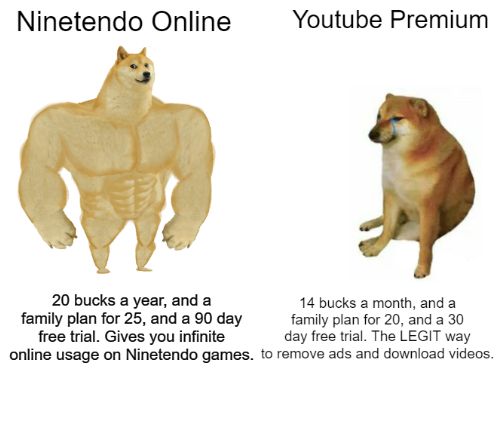 Ninetendo Online
Youtube Premium
20 bucks a year, and a
family plan for 25, and a 90 day
free trial. Gives you infinite
online usage on Ninetendo games.
14 bucks a month, and a
family plan for 20, and a 30
day free trial. The LEGIT way
to remove ads and download videos.